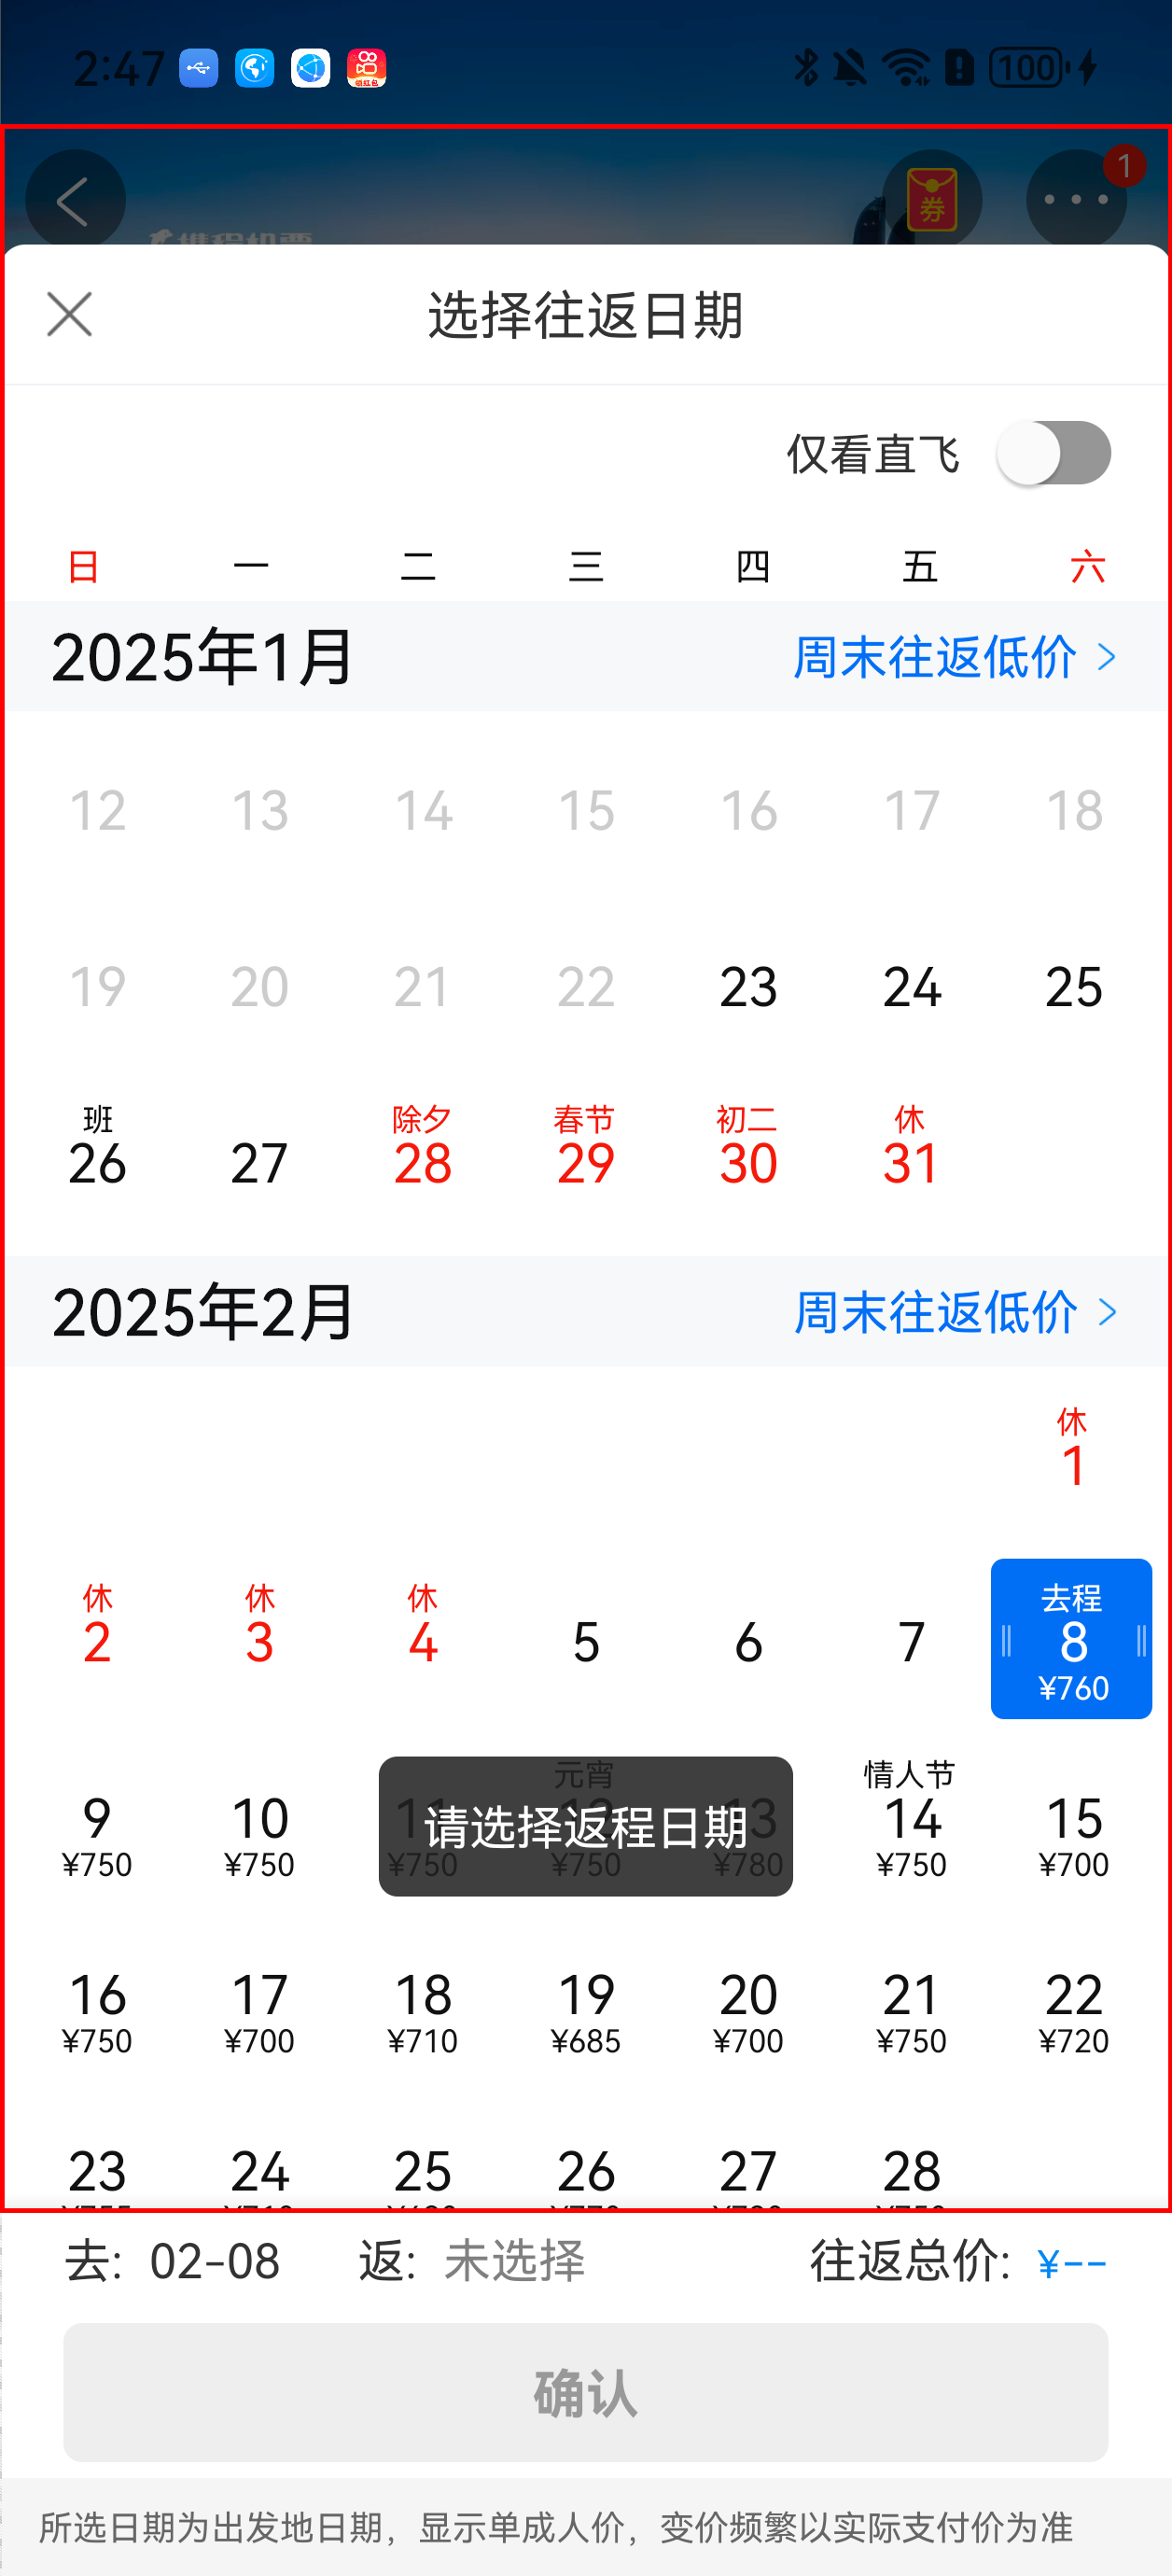 2:47
领红包
100
券
1
携程机票
选择往返日期
仅看直飞
日 一 二 三 四 五 六
2025年1月 周末往返低价
12 13 14 15 16 17 18
19 20 21 22 23 24 25
班 除夕 春节 初二 休
26 27 28 29 30 31
2025年2月 周末往返低价
休
1
休 休 休 去程
2 3 4 5 6 7 8
¥760
元宵 情人节
9 10 11 12 13 14 15
请选择返程日期
¥750 ¥750 ¥750 ¥750 ¥780 ¥750 ¥700
16 17 18 19 20 21 22
¥750 ¥700 ¥710 ¥685 ¥700 ¥750 ¥720
23 24 25 26 27 28
去: 02-08 返: 未选择 往返总价: ¥--
确认
所选日期为出发地日期，显示单成人价，变价频繁以实际支付价为准